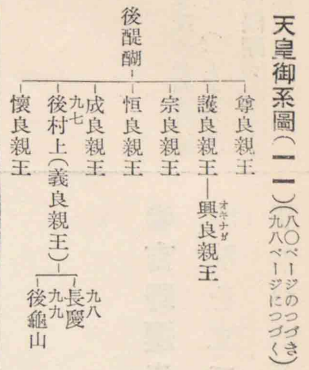 天皇御系圖(二)
(八〇ページのつづき)
(九八ページにつづく)
後醍醐
尊良親王
護良親王
興良親王
オキナガ
宗良親王
恒良親王
成良親王
九七
後村上(義良親王)
九八
長慶
九九
後龜山
懷良親王